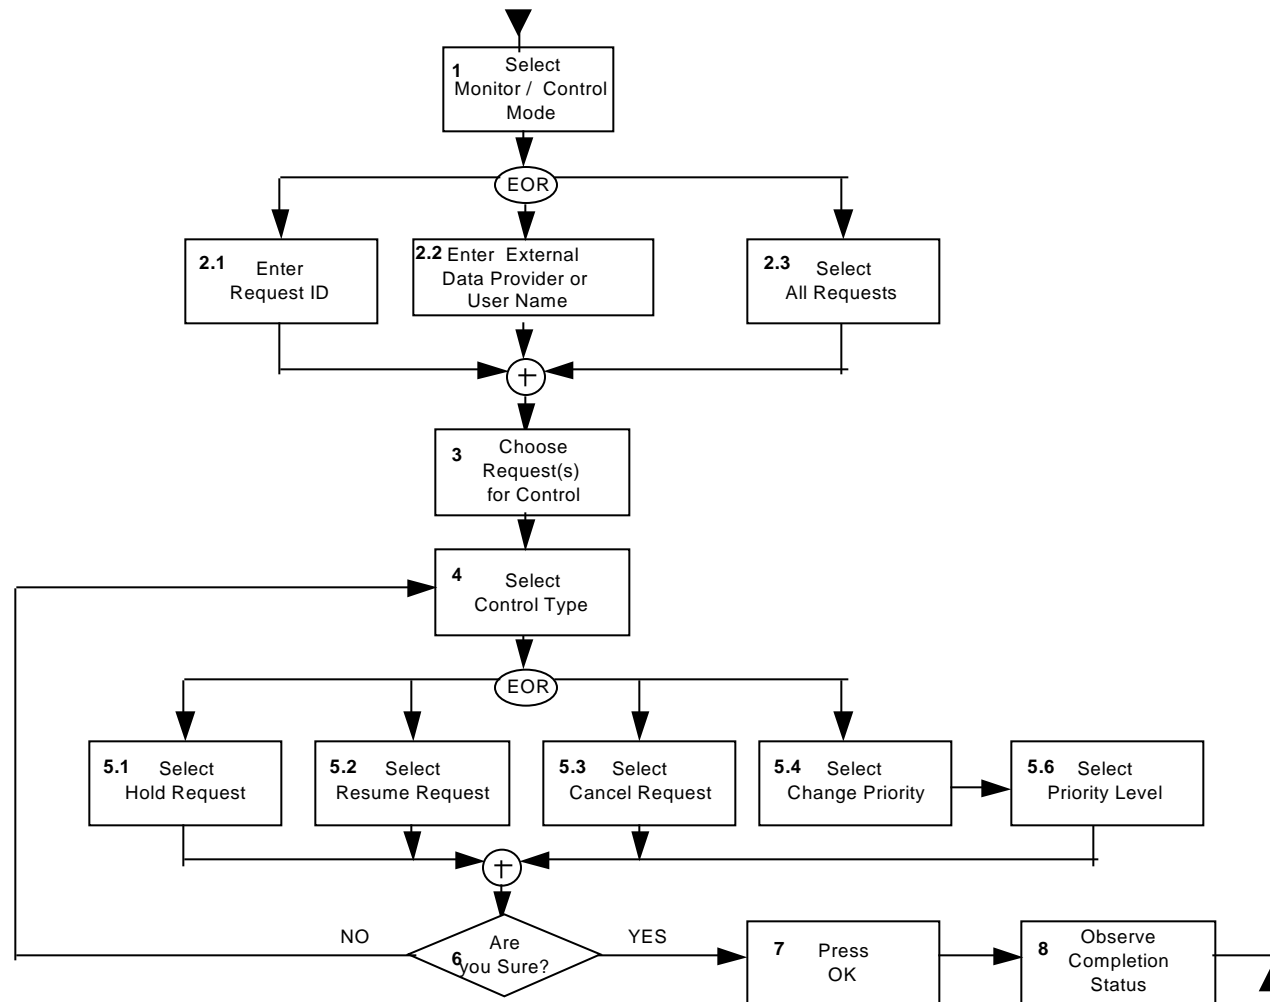 1 Select
Monitor / Control
Mode
EOR
2.1 Enter
Request ID
2.2 Enter External
Data Provider or
User Name
2.3 Select
All Requests
3 Choose
Request(s)
for Control
4 Select
Control Type
EOR
5.1 Select
Hold Request
5.2 Select
Resume Request
5.3 Select
Cancel Request
5.4 Select
Change Priority
5.6 Select
Priority Level
NO
6 Are
you Sure?
YES
7 Press
OK
8 Observe
Completion
Status